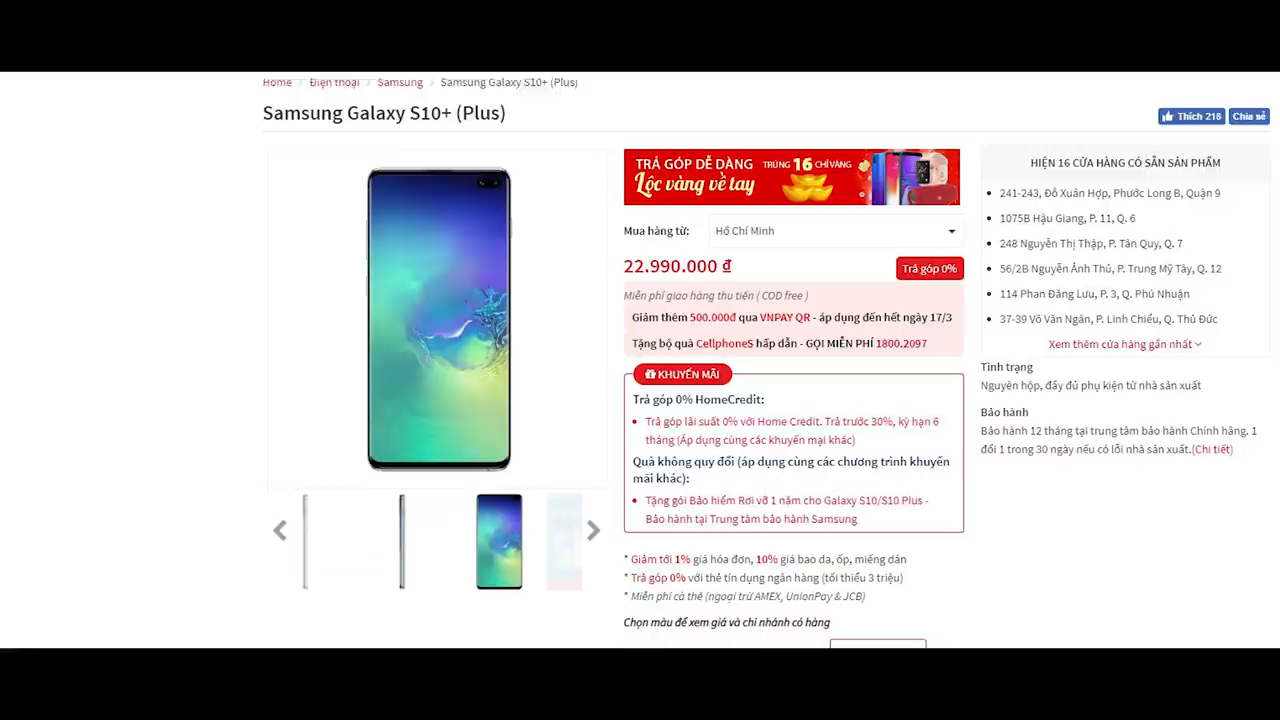 Home / Điện thoại / Samsung / Samsung Galaxy S10+ (Plus)
Samsung Galaxy S10+ (Plus)
Thích 218 Chia sẻ
TRẢ GÓP DỄ DÀNG TRÚNG 16 CHỈ VÀNG
Lộc vàng về tay
Mua hàng từ: Hồ Chí Minh
22.990.000 đ Trả góp 0%
Miễn phí giao hàng thu tiền ( COD free )
Giảm thêm 500.000đ qua VNPAY QR - áp dụng đến hết ngày 17/3
Tặng bộ quà CellphoneS hấp dẫn - GỌI MIỄN PHÍ 1800.2097
KHUYẾN MÃI
Trả góp 0% HomeCredit:
• Trả góp lãi suất 0% với Home Credit. Trả trước 30%, kỳ hạn 6
tháng (Áp dụng cùng các khuyến mại khác)
Quà không quy đổi (áp dụng cùng các chương trình khuyến
mãi khác):
• Tặng gói Bảo hiểm Rơi vỡ 1 năm cho Galaxy S10/S10 Plus -
Bảo hành tại Trung tâm bảo hành Samsung
* Giảm tới 1% giá hóa đơn, 10% giá bao da, ốp, miếng dán
* Trả góp 0% với thẻ tín dụng ngân hàng (tối thiểu 3 triệu)
* Miễn phí cà thẻ (ngoại trừ AMEX, UnionPay & JCB)
Chọn màu để xem giá và chi nhánh có hàng
HIỆN 16 CỬA HÀNG CÓ SẴN SẢN PHẨM
• 241-243, Đỗ Xuân Hợp, Phước Long B, Quận 9
• 1075B Hậu Giang, P. 11, Q. 6
• 248 Nguyễn Thị Thập, P. Tân Quy, Q. 7
• 56/2B Nguyễn Ảnh Thủ, P. Trung Mỹ Tây, Q. 12
• 114 Phan Đăng Lưu, P. 3, Q. Phú Nhuận
• 37-39 Võ Văn Ngân, P. Linh Chiểu, Q. Thủ Đức
Xem thêm cửa hàng gần nhất
Tình trạng
Nguyên hộp, đầy đủ phụ kiện từ nhà sản xuất
Bảo hành
Bảo hành 12 tháng tại trung tâm bảo hành Chính hãng. 1
đổi 1 trong 30 ngày nếu có lỗi nhà sản xuất.(Chi tiết)